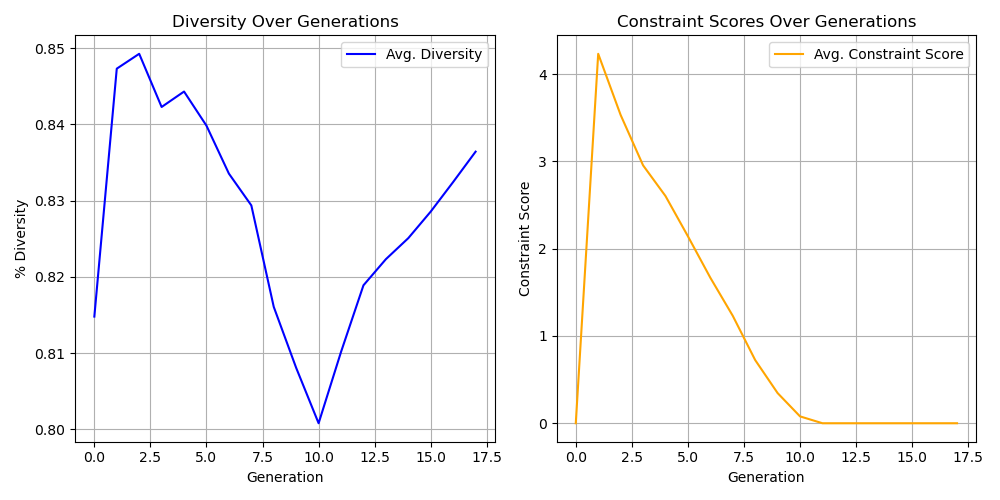 Diversity Over Generations
Avg. Diversity
% Diversity
0.85
0.84
0.83
0.82
0.81
0.80
0.0 2.5 5.0 7.5 10.0 12.5 15.0 17.5
Generation
Constraint Scores Over Generations
Avg. Constraint Score
Constraint Score
4
3
2
1
0
0.0 2.5 5.0 7.5 10.0 12.5 15.0 17.5
Generation